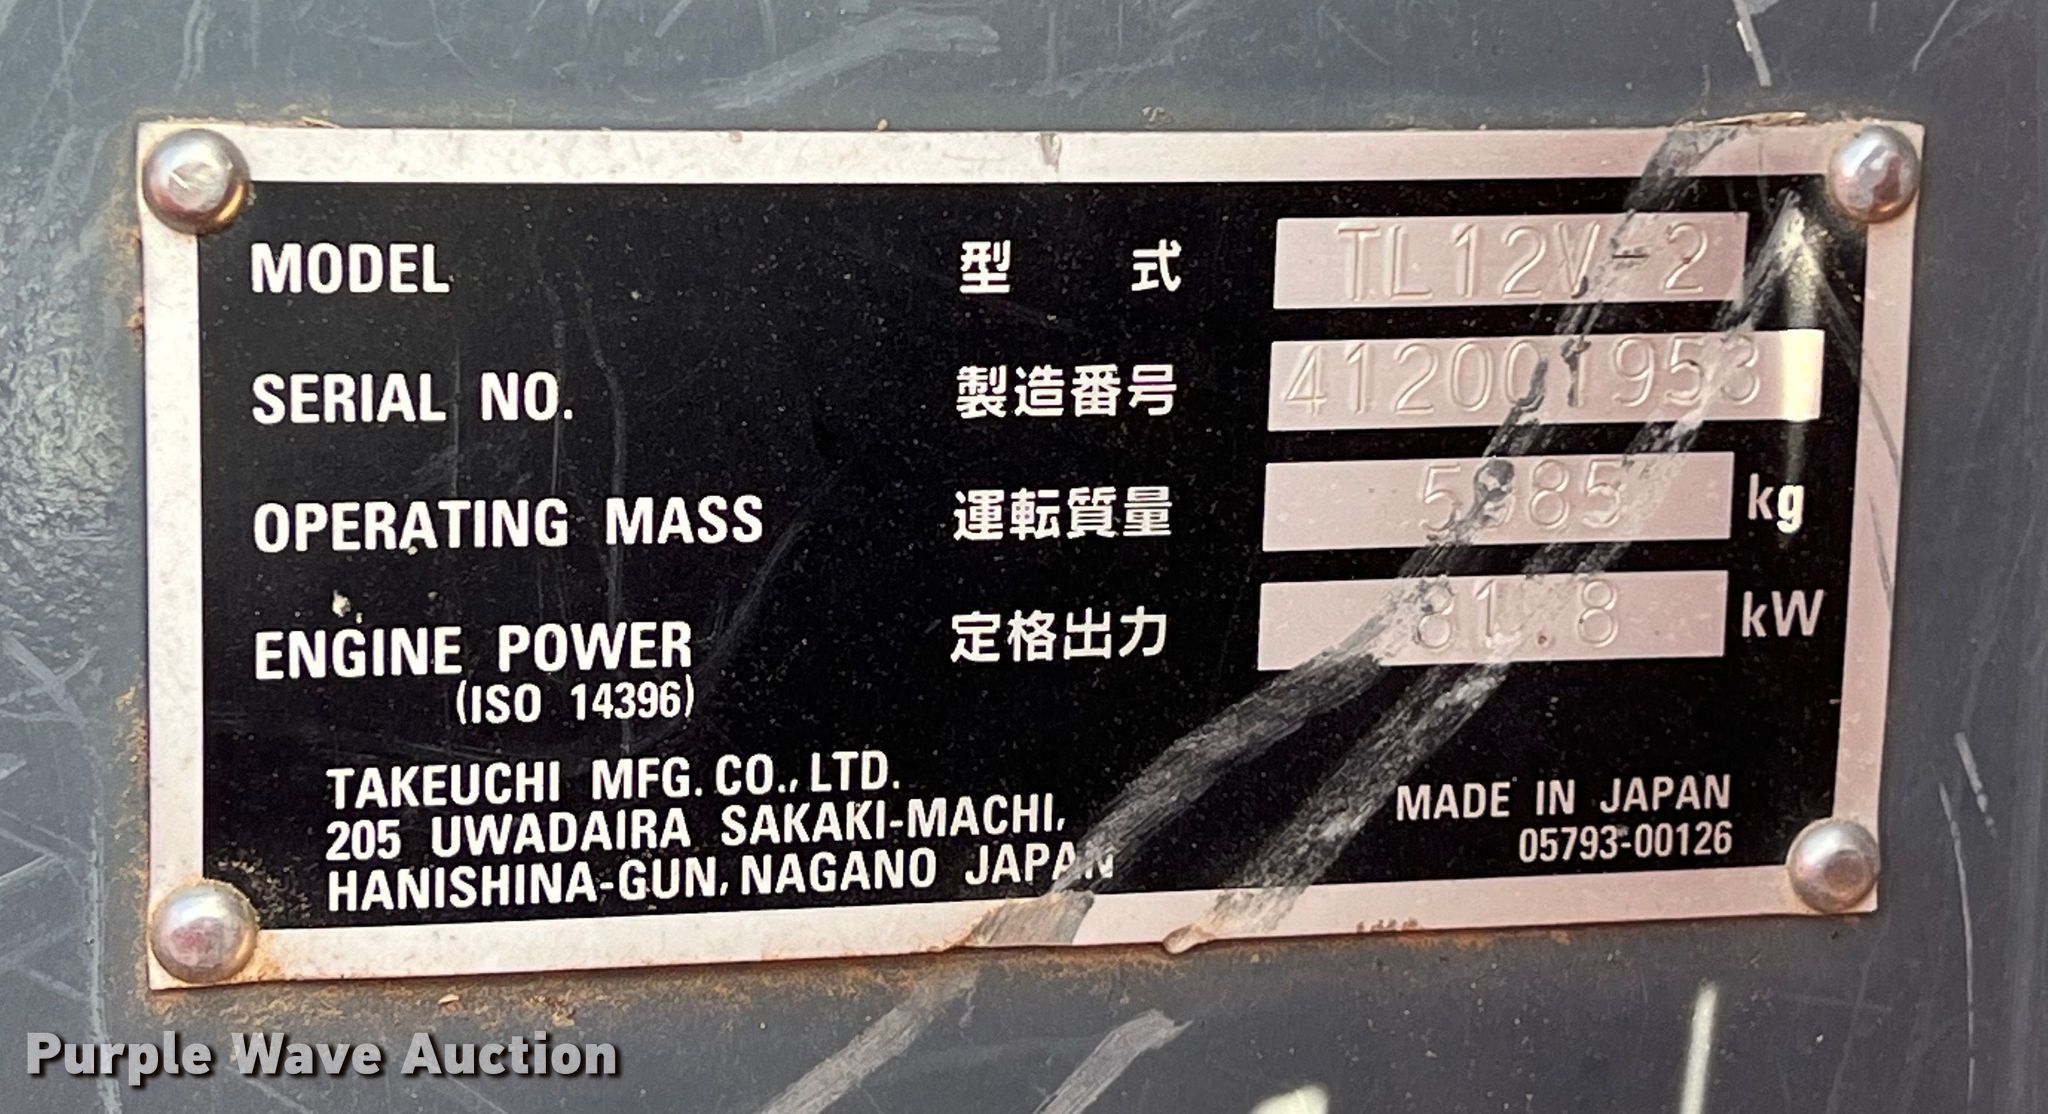 MODEL 型 式 TL12V-2
SERIAL NO. 製造番号 412001953
OPERATING MASS 運転質量 kg
ENGINE POWER 定格出力 81.8 kW
(ISO 14396)
TAKEUCHI MFG. CO., LTD.
205 UWADAIRA SAKAKI-MACHI,
HANISHINA-GUN, NAGANO JAPAN
MADE IN JAPAN
05793-00126
Purple Wave Auction